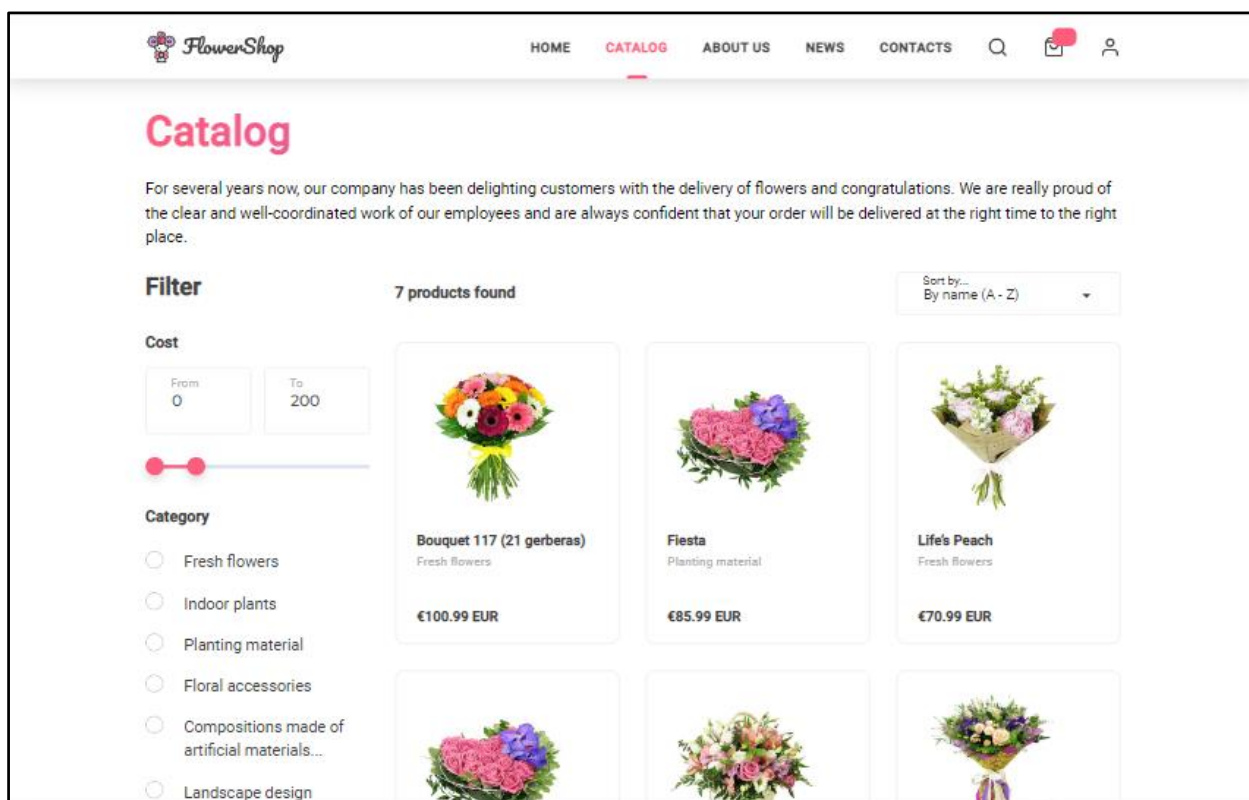 FlowerShop
HOME CATALOG ABOUT US NEWS CONTACTS
Catalog
For several years now, our company has been delighting customers with the delivery of flowers and congratulations. We are really proud of
the clear and well-coordinated work of our employees and are always confident that your order will be delivered at the right time to the right
place.
Filter
7 products found
Sort by...
By name (A - Z)
Cost
From
0
To
200
Category
Fresh flowers
Indoor plants
Planting material
Floral accessories
Compositions made of
artificial materials...
Landscape design
Bouquet 117 (21 gerberas)
Fresh flowers
€100.99 EUR
Fiesta
Planting material
€85.99 EUR
Life's Peach
Fresh flowers
€70.99 EUR